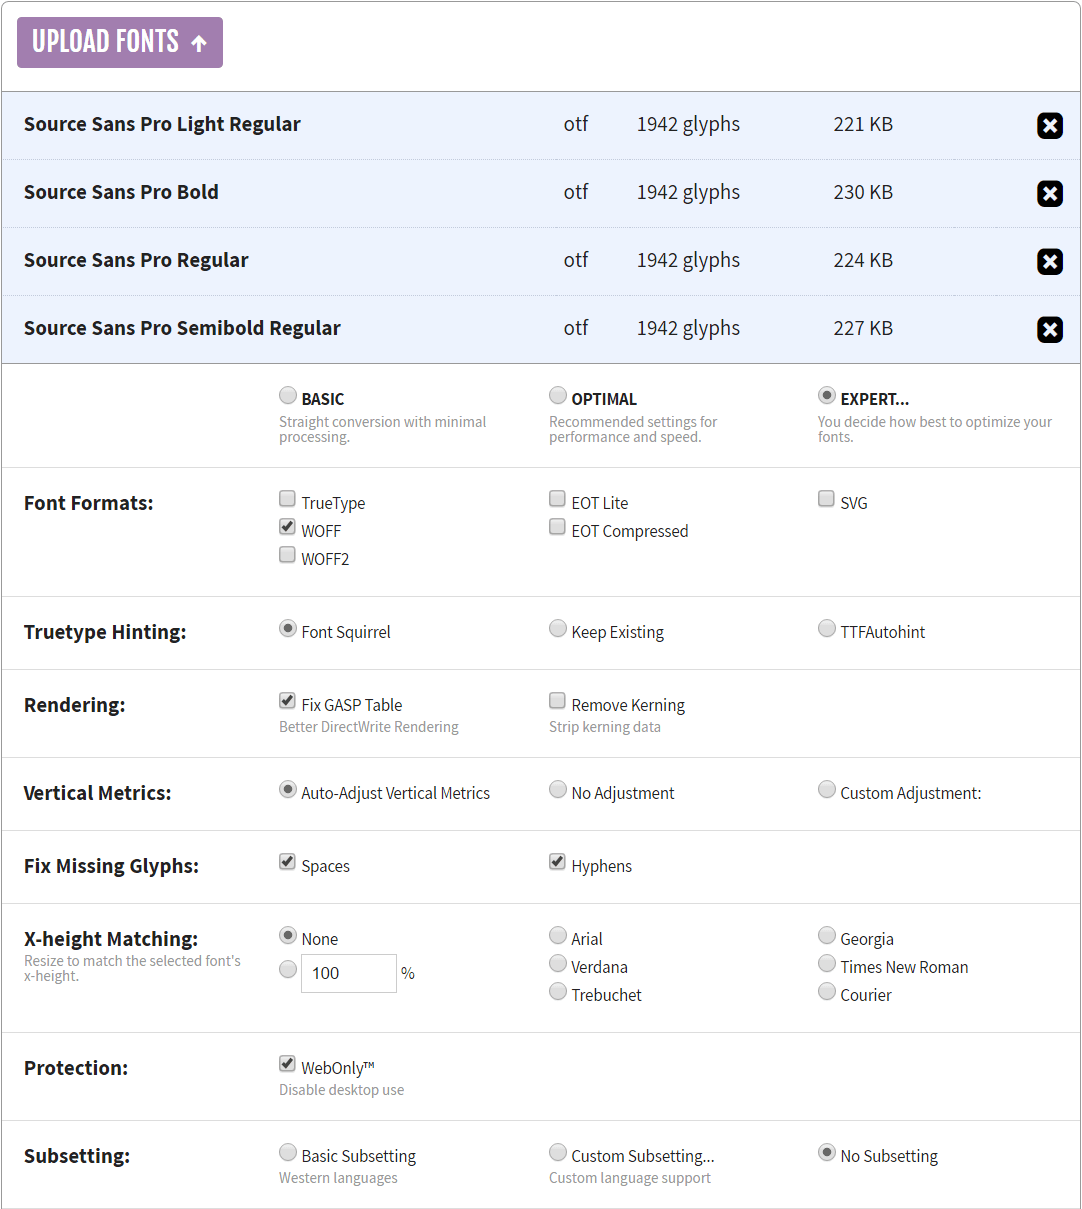 UPLOAD FONTS
Source Sans Pro Light Regular otf 1942 glyphs 221 KB
Source Sans Pro Bold otf 1942 glyphs 230 KB
Source Sans Pro Regular otf 1942 glyphs 224 KB
Source Sans Pro Semibold Regular otf 1942 glyphs 227 KB
BASIC OPTIMAL EXPERT...
Straight conversion with minimal Recommended settings for You decide how best to optimize your
processing. performance and speed. fonts.
Font Formats: TrueType EOT Lite SVG
WOFF EOT Compressed
WOFF2
Truetype Hinting: Font Squirrel Keep Existing TTFAutohint
Rendering: Fix GASP Table Remove Kerning
Better DirectWrite Rendering Strip kerning data
Vertical Metrics: Auto-Adjust Vertical Metrics No Adjustment Custom Adjustment:
Fix Missing Glyphs: Spaces Hyphens
X-height Matching: None Arial Georgia
Resize to match the selected font's 100 % Verdana Times New Roman
x-height. Trebuchet Courier
Protection: WebOnly™
Disable desktop use
Subsetting: Basic Subsetting Custom Subsetting... No Subsetting
Western languages Custom language support